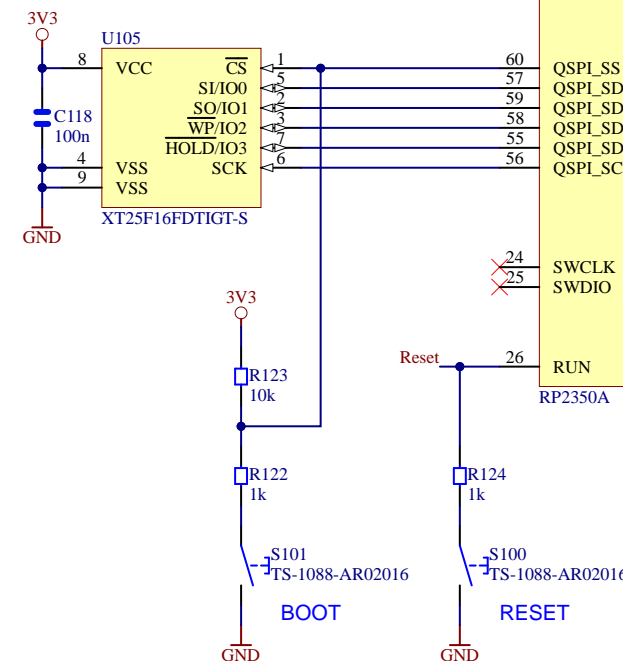 3V3
U105
8 VCC CS 1 60 QSPI_SS
SI/IO0 5 57 QSPI_SD
SO/IO1 2 59 QSPI_SD
WP/IO2 3 58 QSPI_SD
HOLD/IO3 7 55 QSPI_SD
4 VSS SCK 6 56 QSPI_SC
9 VSS
C118
100n
XT25F16FDTIGT-S
GND
24 SWCLK
25 SWDIO
3V3
Reset 26 RUN
RP2350A
R123
10k
R122
1k
R124
1k
S101
TS-1088-AR02016
S100
TS-1088-AR02016
BOOT
RESET
GND
GND